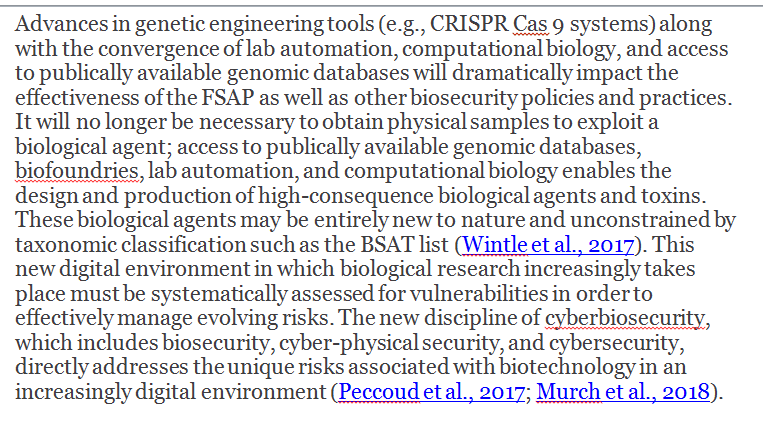 Advances in genetic engineering tools (e.g., CRISPR Cas 9 systems) along
with the convergence of lab automation, computational biology, and access
to publically available genomic databases will dramatically impact the
effectiveness of the FSAP as well as other biosecurity policies and practices.
It will no longer be necessary to obtain physical samples to exploit a
biological agent; access to publically available genomic databases,
biofoundries, lab automation, and computational biology enables the
design and production of high-consequence biological agents and toxins.
These biological agents may be entirely new to nature and unconstrained by
taxonomic classification such as the BSAT list (Wintle et al., 2017). This
new digital environment in which biological research increasingly takes
place must be systematically assessed for vulnerabilities in order to
effectively manage evolving risks. The new discipline of cyberbiosecurity,
which includes biosecurity, cyber-physical security, and cybersecurity,
directly addresses the unique risks associated with biotechnology in an
increasingly digital environment (Peccoud et al., 2017; Murch et al., 2018).